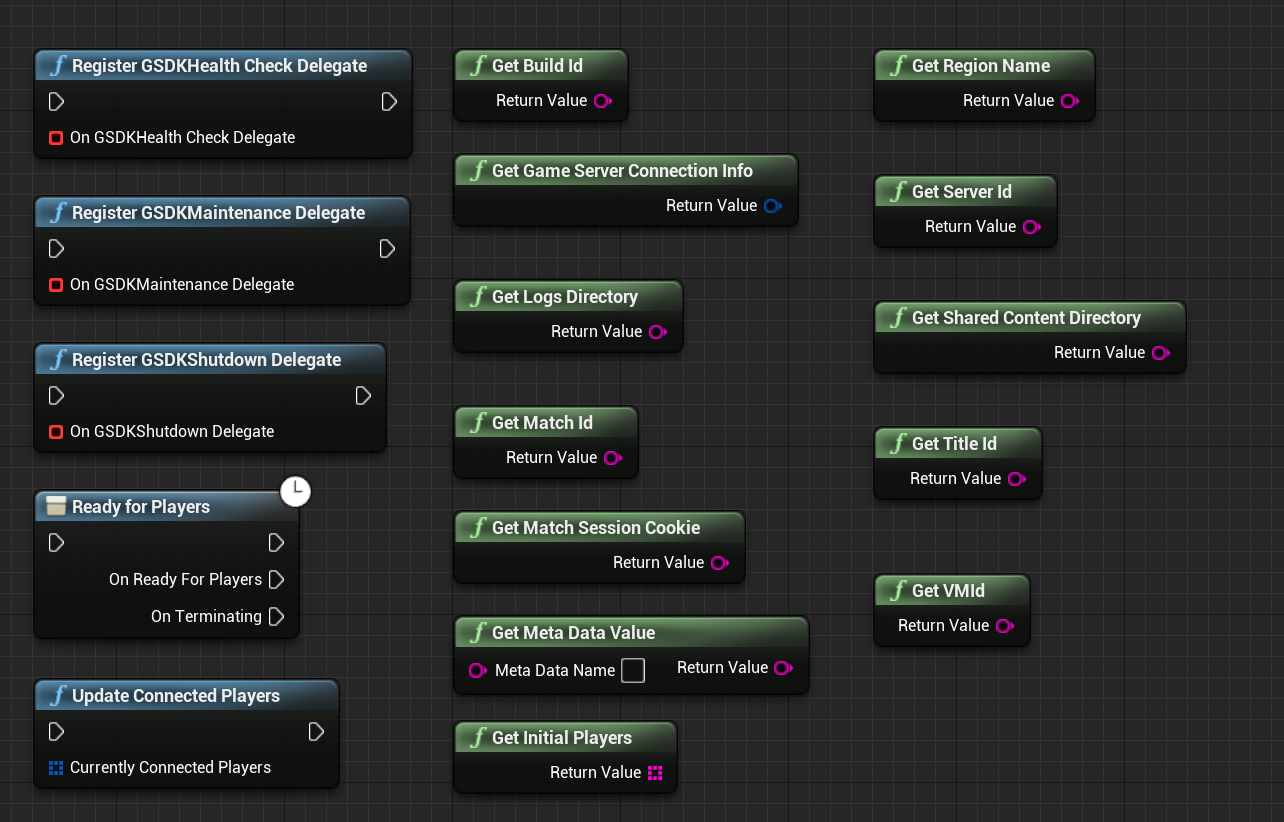 Register GSDKHealth Check Delegate
On GSDKHealth Check Delegate
Register GSDKMaintenance Delegate
On GSDKMaintenance Delegate
Register GSDKShutdown Delegate
On GSDKShutdown Delegate
Ready for Players
On Ready For Players
On Terminating
Update Connected Players
Currently Connected Players
Get Build Id
Return Value
Get Game Server Connection Info
Return Value
Get Logs Directory
Return Value
Get Match Id
Return Value
Get Match Session Cookie
Return Value
Get Meta Data Value
Meta Data Name Return Value
Get Initial Players
Return Value
Get Region Name
Return Value
Get Server Id
Return Value
Get Shared Content Directory
Return Value
Get Title Id
Return Value
Get VMId
Return Value